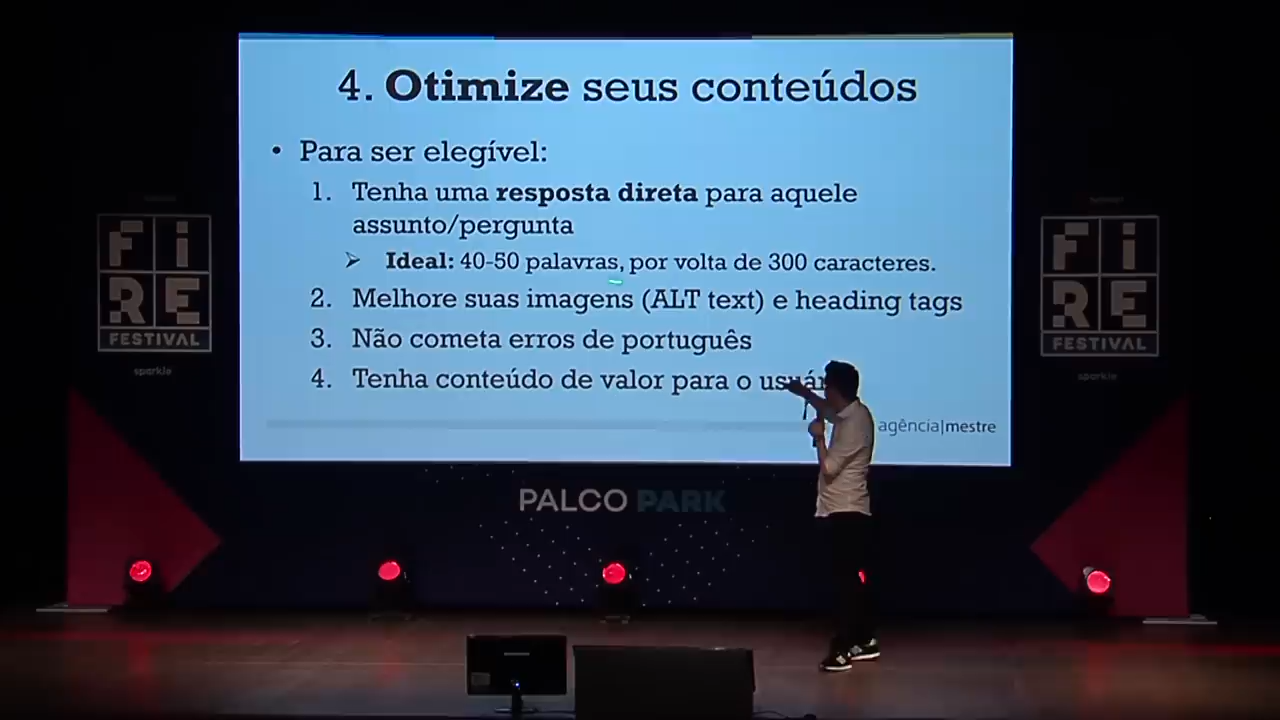 4. Otimize seus conteúdos
• Para ser elegível:
1. Tenha uma resposta direta para aquele
assunto/pergunta
➢ Ideal: 40-50 palavras, por volta de 300 caracteres.
2. Melhore suas imagens (ALT text) e heading tags
3. Não cometa erros de português
4. Tenha conteúdo de valor para o
agência|mestre
FIRE
FESTIVAL
sparkle
FIRE
FESTIVAL
sparkle
PALCO PARK